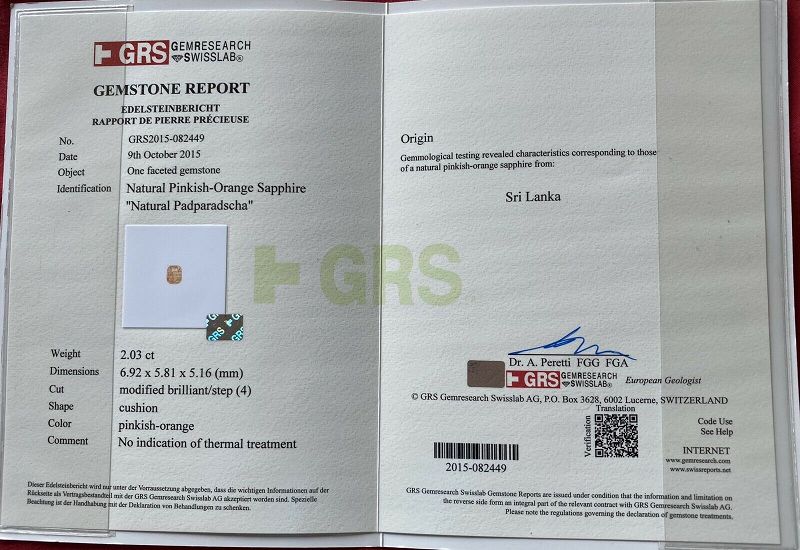 GRS GEMRESEARCH SWISSLAB®
GEMSTONE REPORT
EDELSTEINBERICHT
RAPPORT DE PIERRE PRÉCIEUSE
No. GRS2015-082449
Date 9th October 2015
Object One faceted gemstone
Identification Natural Pinkish-Orange Sapphire
"Natural Padparadscha"
GRS
GRS
Weight 2.03 ct
Dimensions 6.92 x 5.81 x 5.16 (mm)
Cut modified brilliant/step (4)
Shape cushion
Color pinkish-orange
Comment No indication of thermal treatment
Dieser Edelsteinbericht wird nur unter der Vorraussetzung abgegeben, dass die wichtigen Informationen auf der
Rückseite als Vertragsbestandteil mit der GRS Gemresearch Swisslab AG akzeptiert worden sind. Spezielle
Beachtung ist der Handhabung mit der Declaration von Behandlungen zu schenken.
GRS
Origin
Gemmological testing revealed characteristics corresponding to those
of a natural pinkish-orange sapphire from:
Sri Lanka
Dr. A. Peretti FGG FGA
GRS GEMRESEARCH SWISSLAB® European Geologist
© GRS Gemresearch Swisslab AG, P.O. Box 3628, 6002 Lucerne, SWITZERLAND
Translation
Verification
Code Use
See Help
INTERNET
www.gemresearch.com
www.swissreports.net
2015-082449
GRS Gemresearch Swisslab Gemstone Reports are issued under condition that the information and limitation on
the reverse side form an integral part of the relevant contract with GRS Gemresearch Swisslab AG.
Please note the regulations governing the declaration of gemstone treatments.